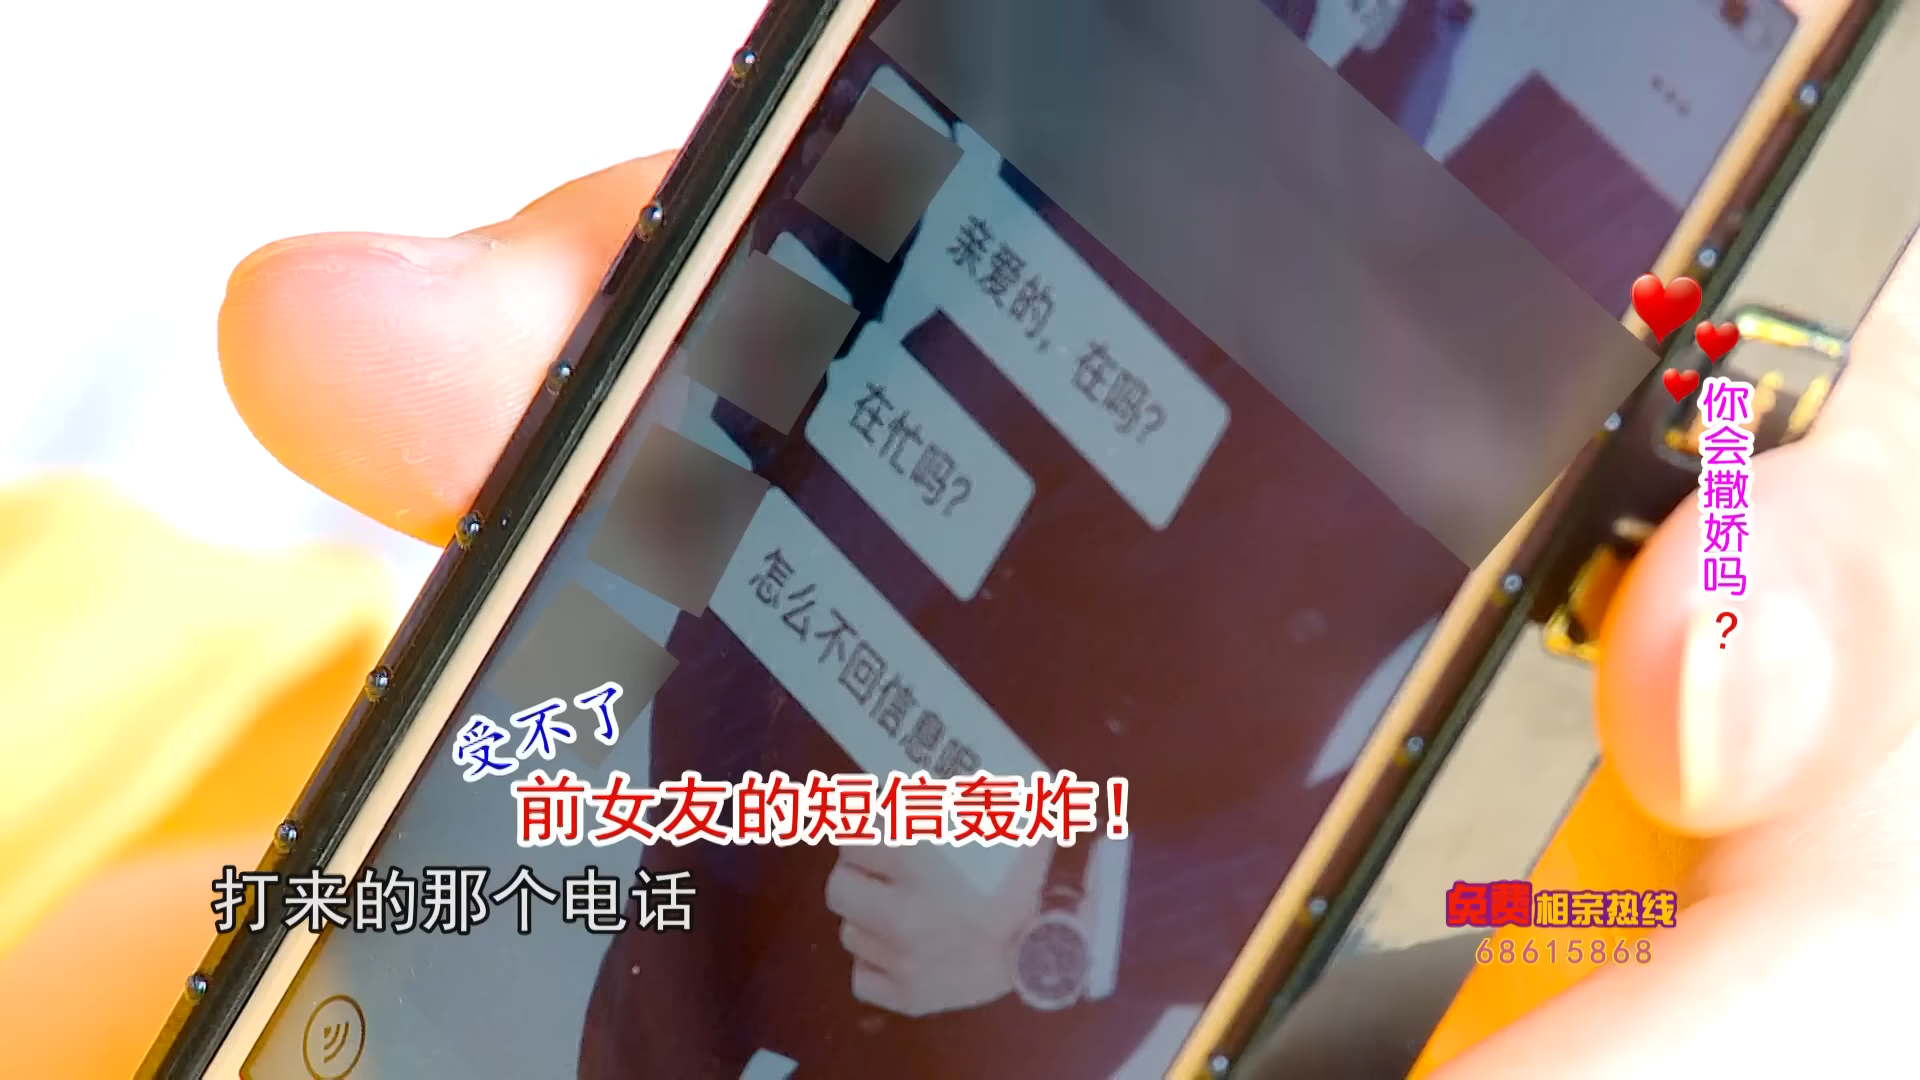 亲爱的，在吗?
在忙吗?
怎么不回信息呢
你会撒娇吗？
受不了
前女友的短信轰炸！
打来的那个电话
免费相亲热线
68615868